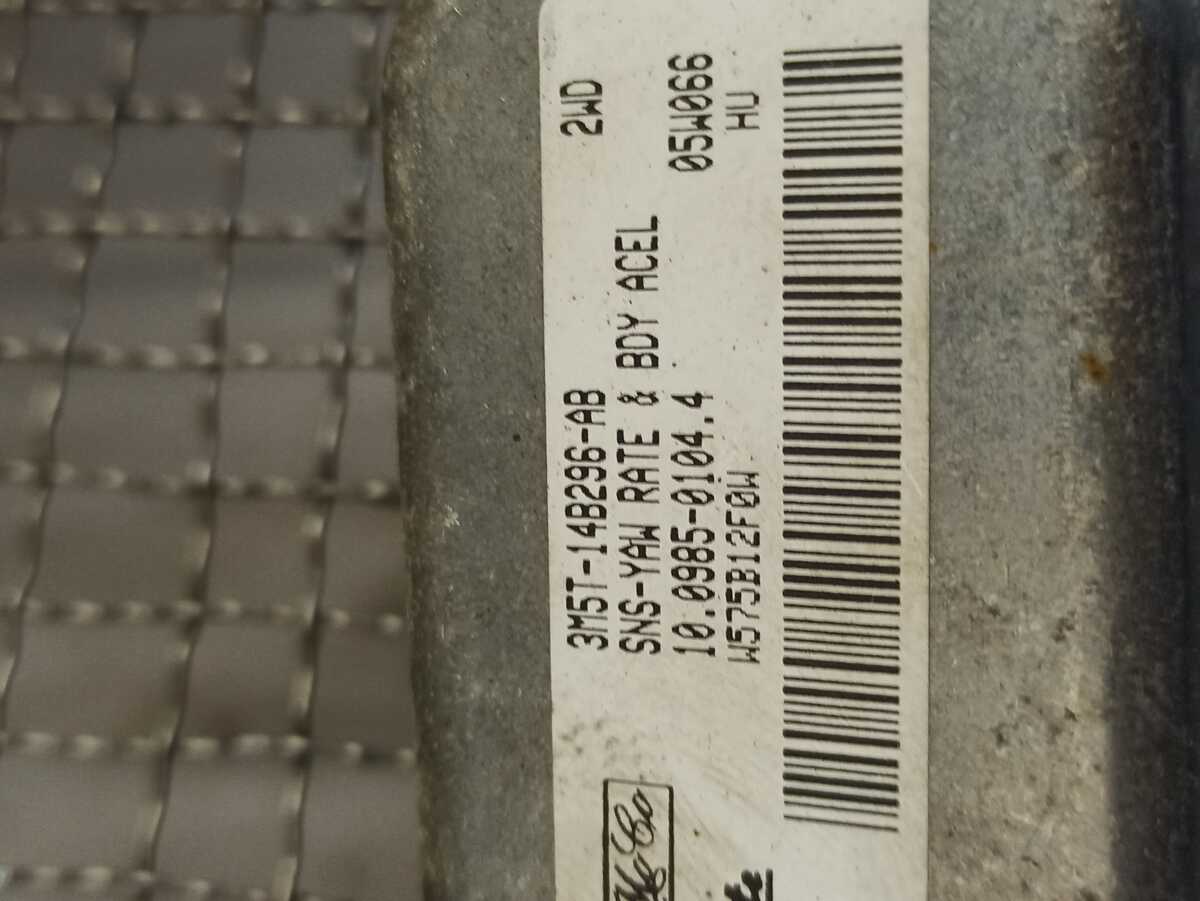 3M5T-14B296-AB 2WD
SNS-YAW RATE & BDY ACEL
10.0985-0104.4 05W066
W575B12F0W HU